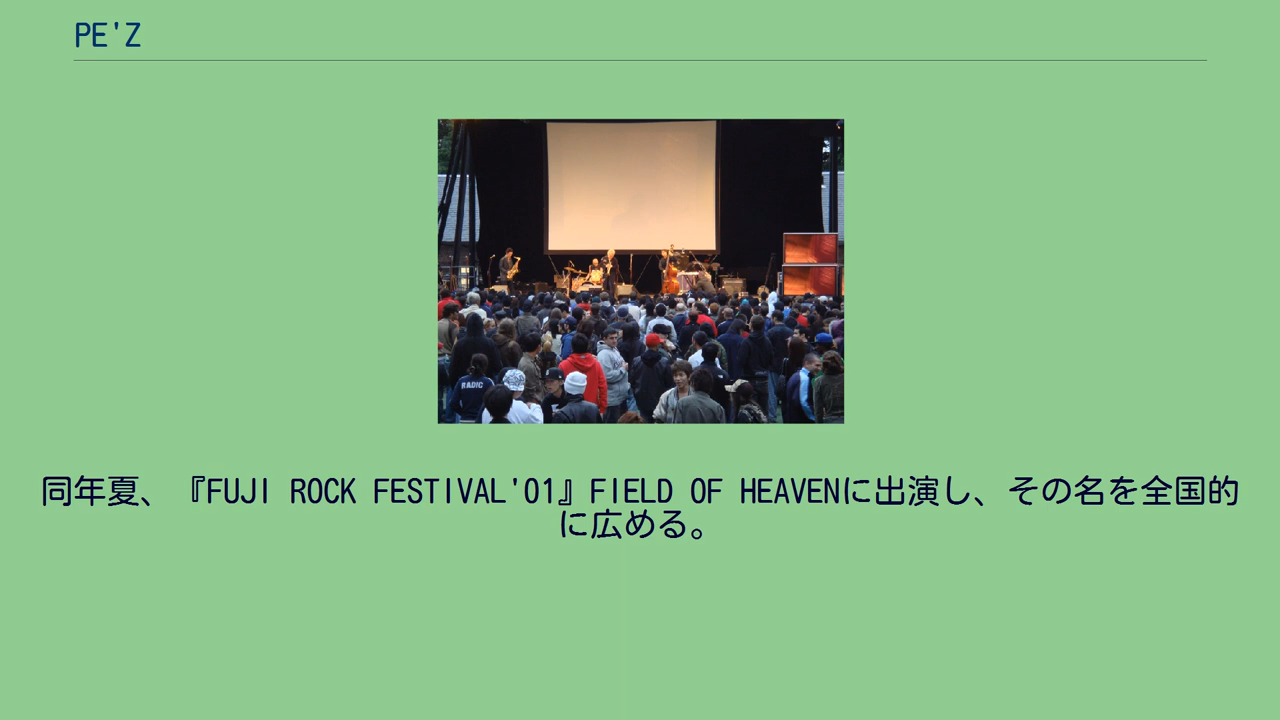 PE'Z
RADIC
同年夏、『FUJI ROCK FESTIVAL'01』FIELD OF HEAVENに出演し、その名を全国的
に広める。